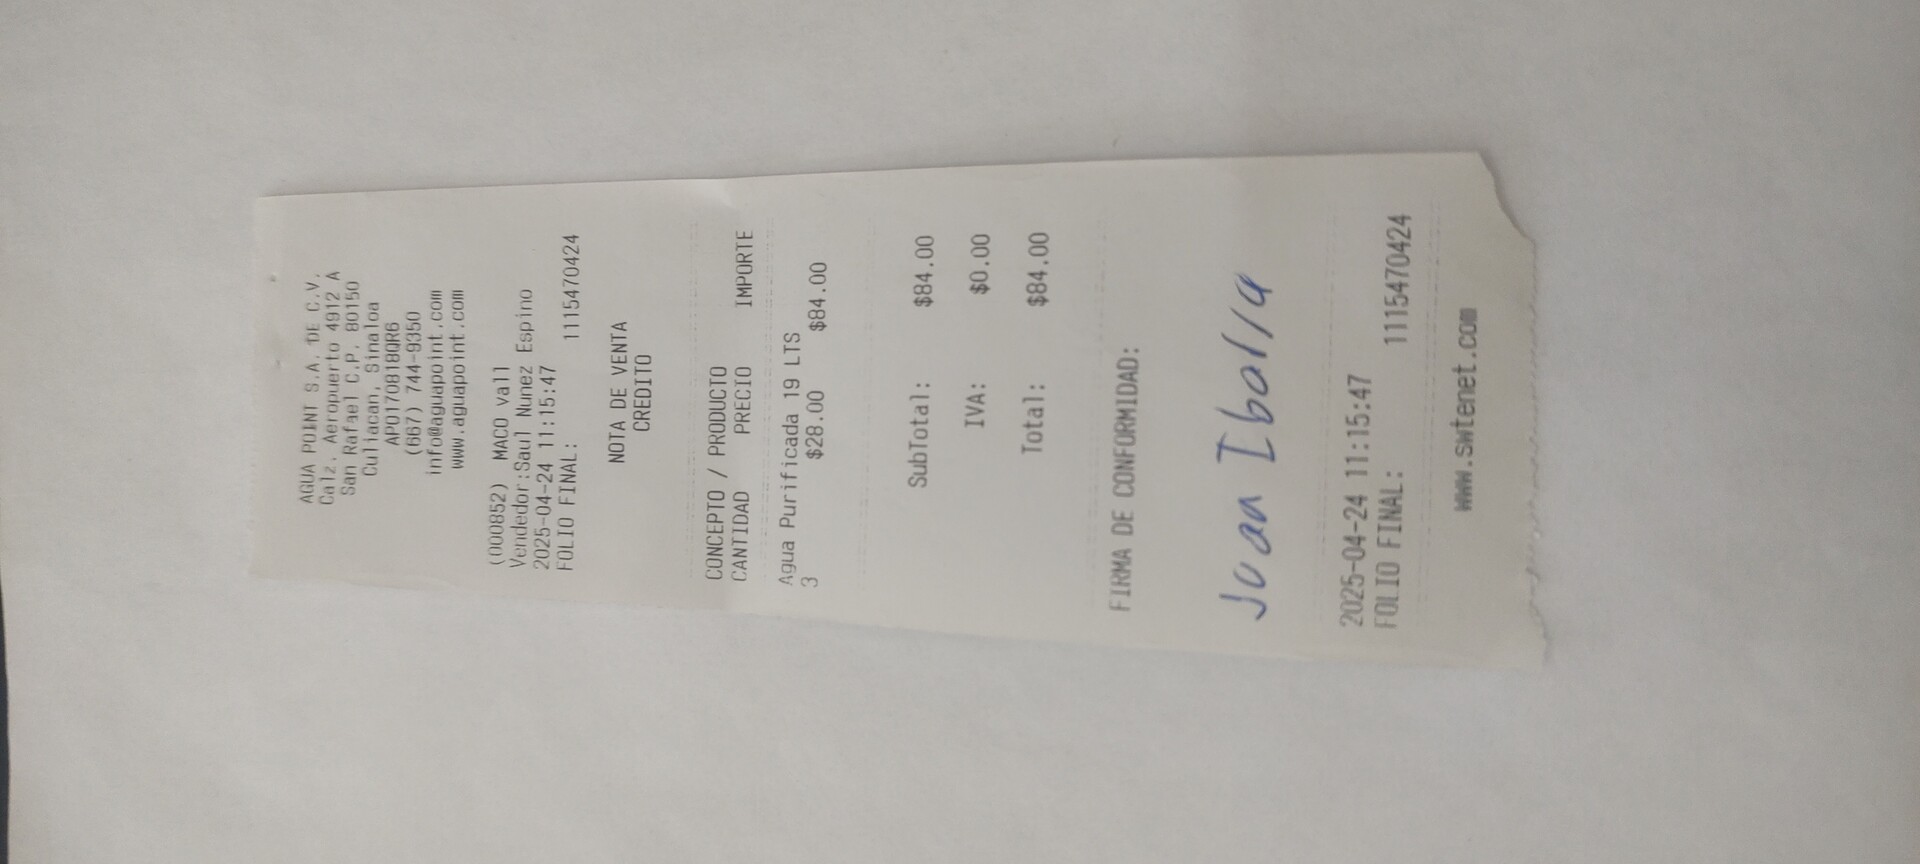 AGUA POINT S.A. DE C.V.
Calz. Aeropuerto 4912 A
San Rafael C.P. 80150
Culiacan, Sinaloa
APO170818QR6
(667) 744-9350
info@aguapoint.com
www.aguapoint.com
(000852) MACO vall
Vendedor:Saul Nunez Espino
2025-04-24 11:15:47
FOLIO FINAL: 1115470424
NOTA DE VENTA
CREDITO
CONCEPTO / PRODUCTO
CANTIDAD PRECIO IMPORTE
Agua Purificada 19 LTS
3 $28.00 $84.00
SubTotal: $84.00
IVA: $0.00
Total: $84.00
FIRMA DE CONFORMIDAD:
Juan Ibarra
2025-04-24 11:15:47
FOLIO FINAL: 1115470424
www.swtenet.com